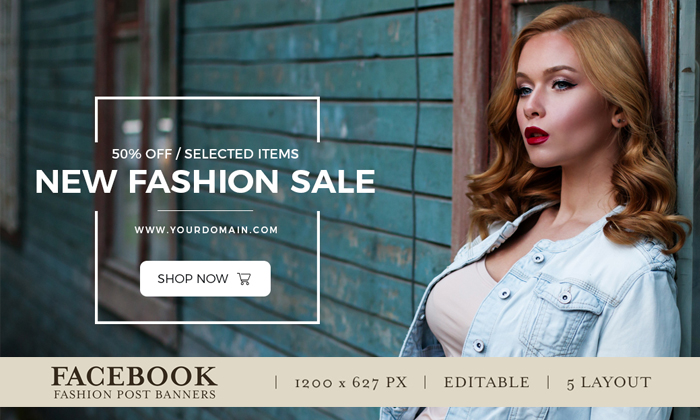 50% OFF / SELECTED ITEMS
NEW FASHION SALE
WWW.YOURDOMAIN.COM
SHOP NOW
FACEBOOK
FASHION POST BANNERS
| 1200 x 627 PX | EDITABLE | 5 LAYOUT